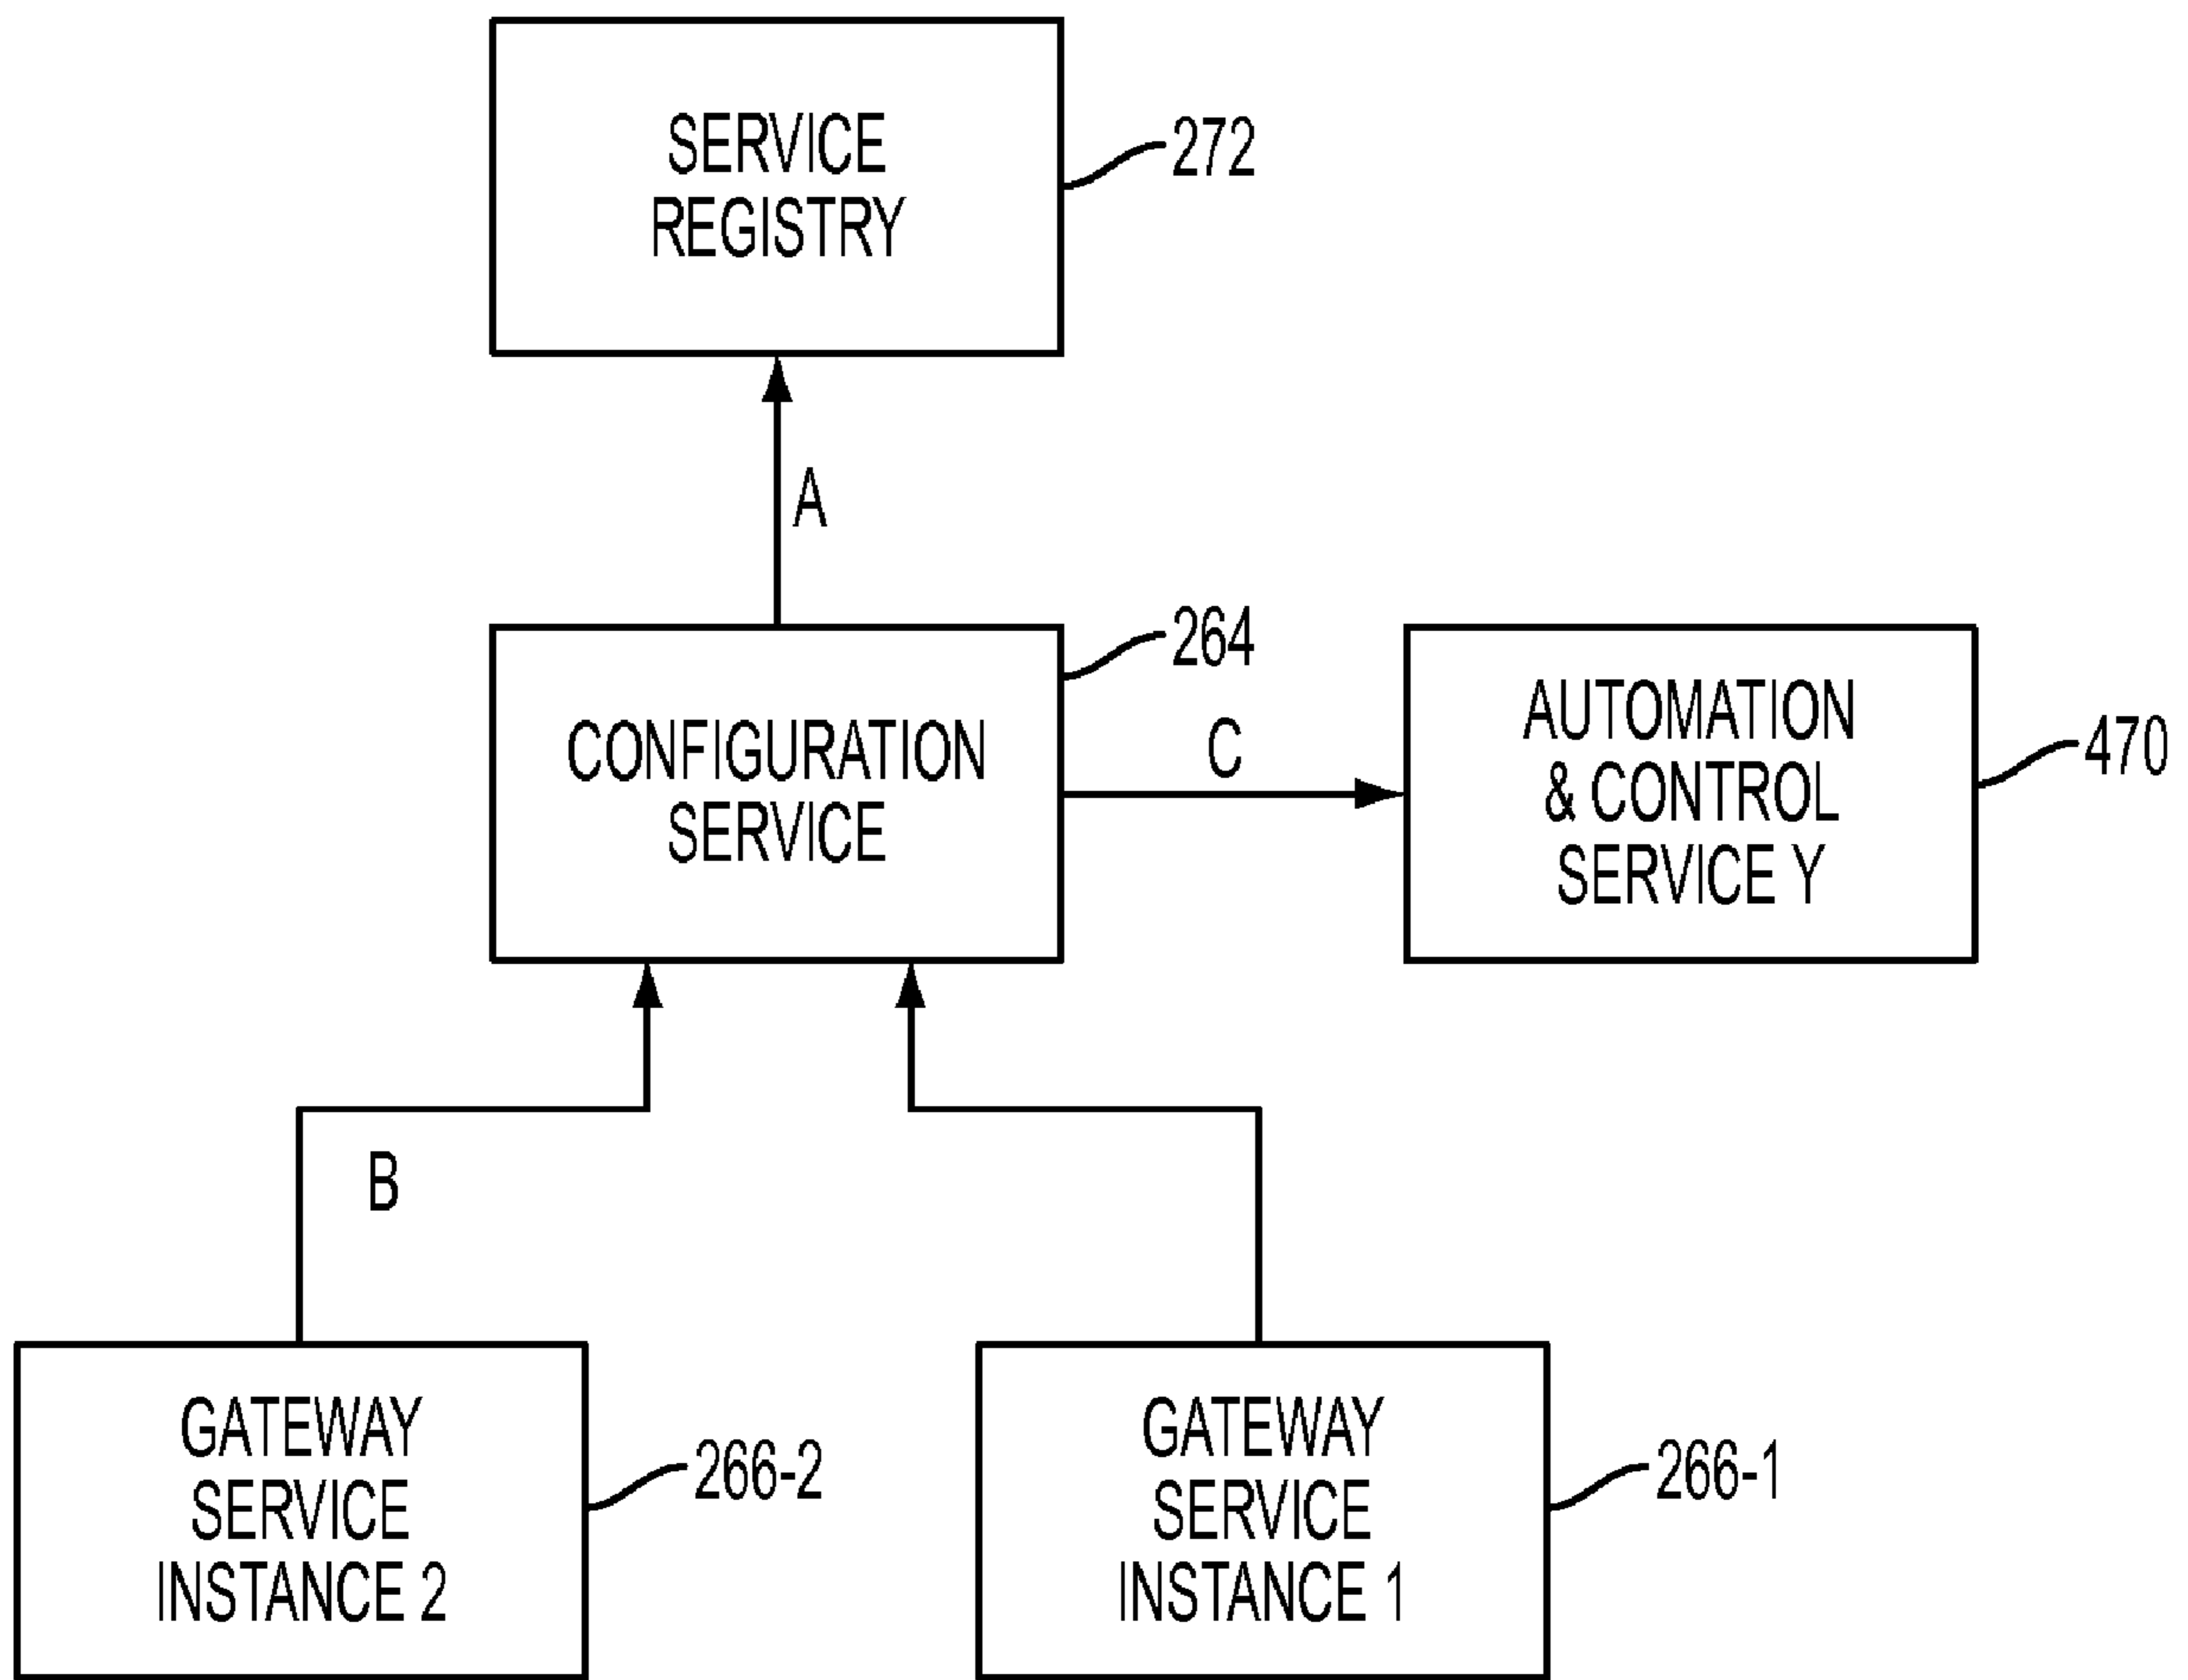 SERVICE
REGISTRY
272
A
264
CONFIGURATION
SERVICE
C
AUTOMATION
& CONTROL
SERVICE Y
470
B
GATEWAY
SERVICE
INSTANCE 2
266-2
GATEWAY
SERVICE
INSTANCE 1
266-1